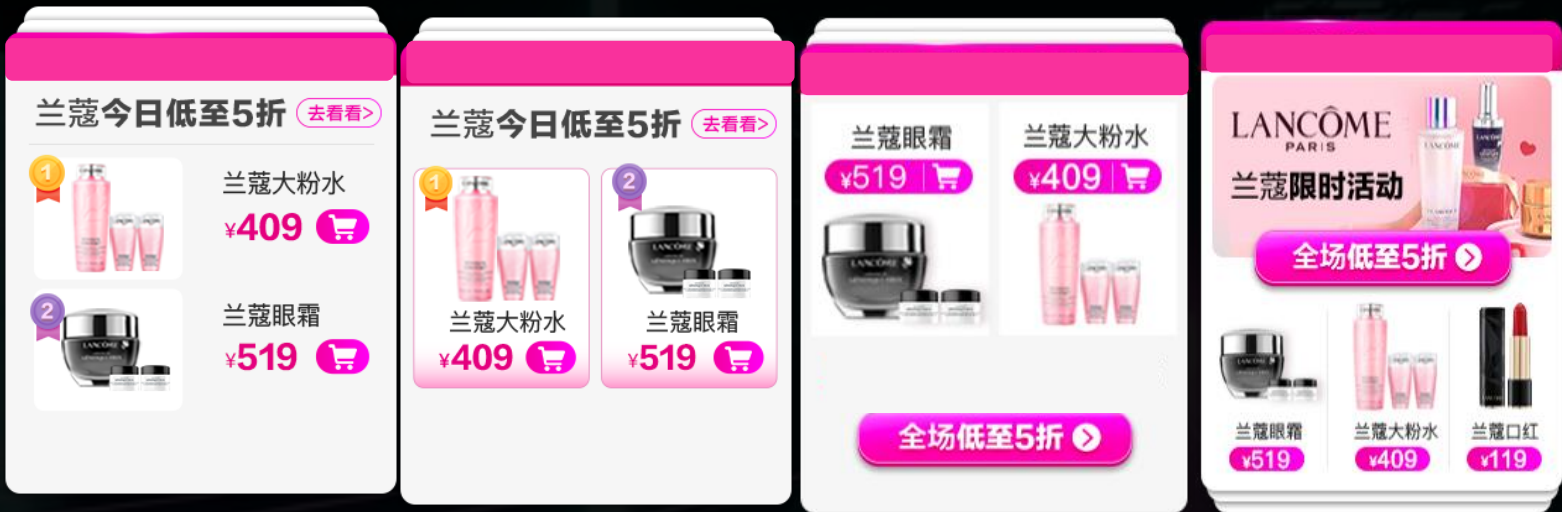 兰蔻今日低至5折 去看看>
1
兰蔻大粉水
¥409
2
兰蔻眼霜
¥519
兰蔻今日低至5折 去看看>
1
兰蔻大粉水
¥409
2
兰蔻眼霜
¥519
兰蔻眼霜
¥519
兰蔻大粉水
¥409
全场低至5折
LANCÔME
PARIS
兰蔻限时活动
全场低至5折
兰蔻眼霜
¥519
兰蔻大粉水
¥409
兰蔻口红
¥119